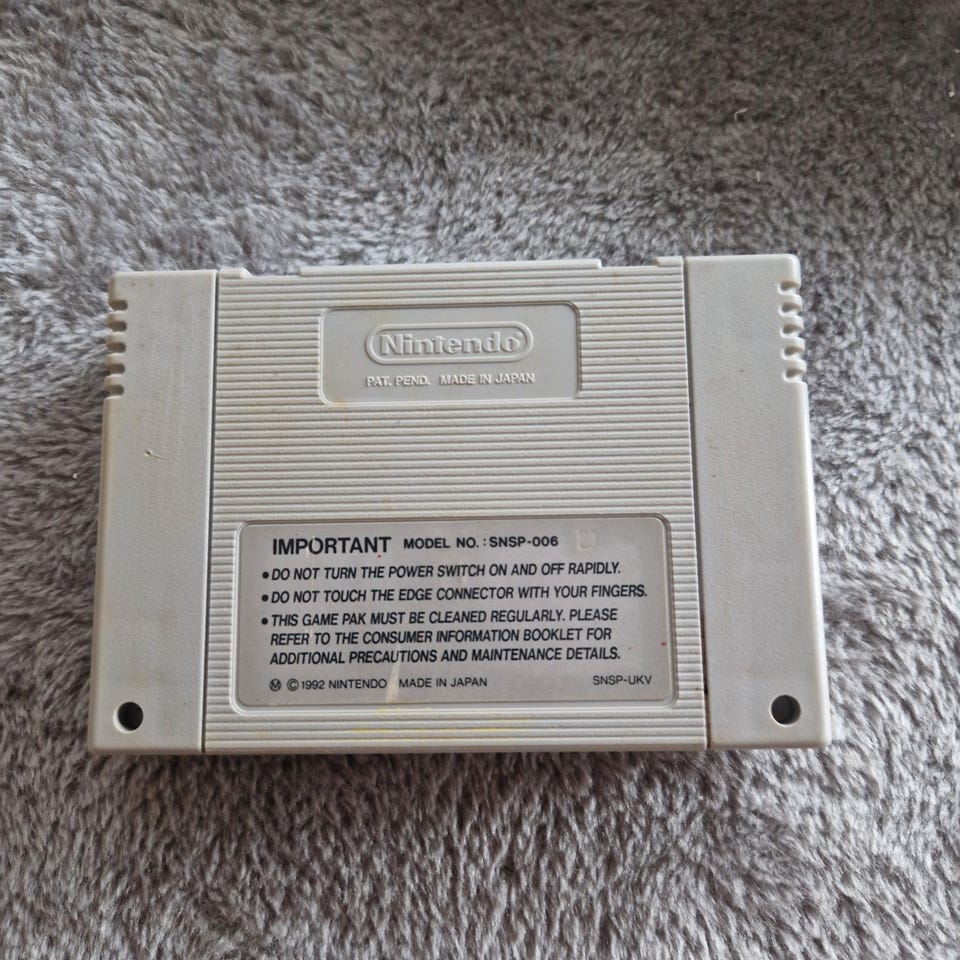 Nintendo
PAT. PEND. MADE IN JAPAN
IMPORTANT MODEL NO. : SNSP-006 20
• DO NOT TURN THE POWER SWITCH ON AND OFF RAPIDLY.
• DO NOT TOUCH THE EDGE CONNECTOR WITH YOUR FINGERS.
• THIS GAME PAK MUST BE CLEANED REGULARLY. PLEASE
REFER TO THE CONSUMER INFORMATION BOOKLET FOR
ADDITIONAL PRECAUTIONS AND MAINTENANCE DETAILS.
Ⓜ © 1992 NINTENDO MADE IN JAPAN SNSP-UKV